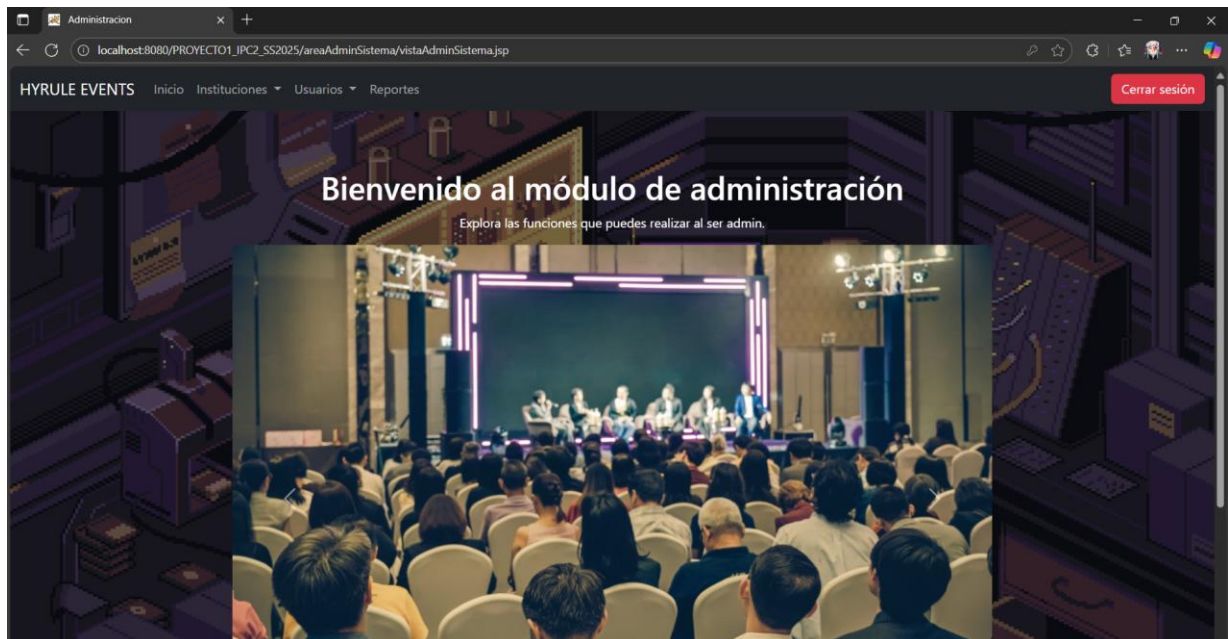 Administracion
localhost:8080/PROYECTO1_IPC2_SS2025/areaAdminSistema/vistaAdminSistema.jsp
HYRULE EVENTS Inicio Instituciones Usuarios Reportes Cerrar sesión
Bienvenido al módulo de administración
Explora las funciones que puedes realizar al ser admin.